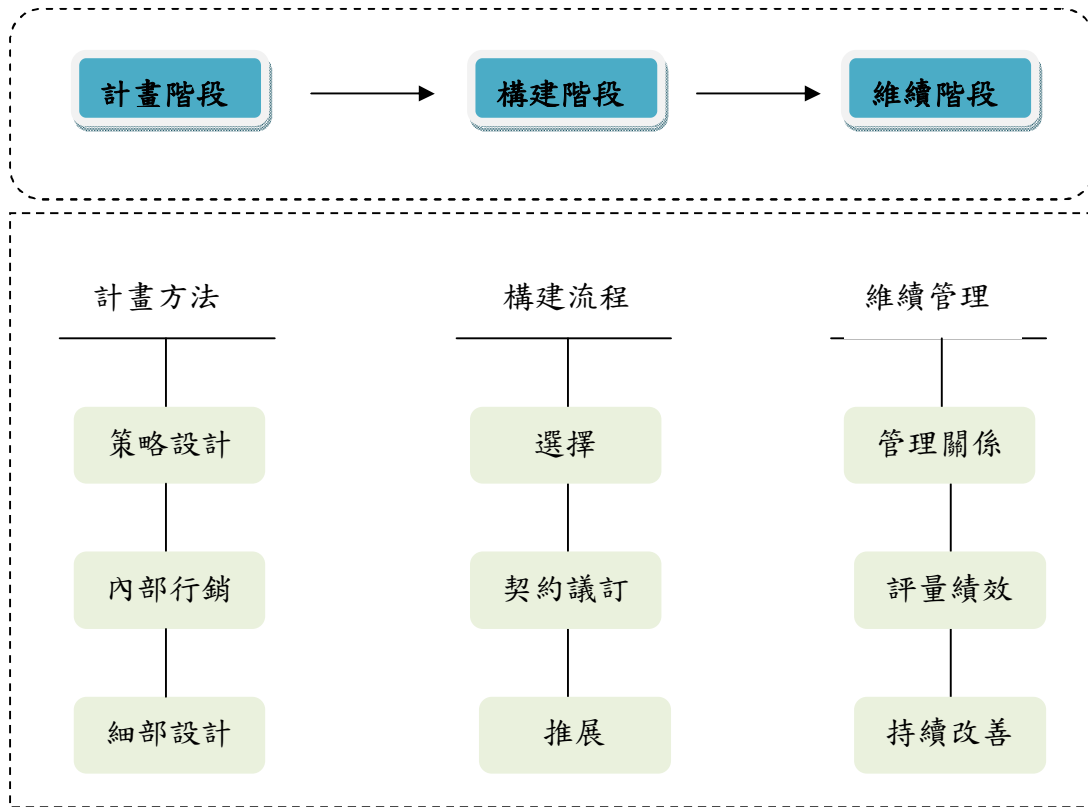 計畫階段
構建階段
維續階段
計畫方法
構建流程
維續管理
策略設計
選擇
管理關係
內部行銷
契約議訂
評量績效
細部設計
推展
持續改善